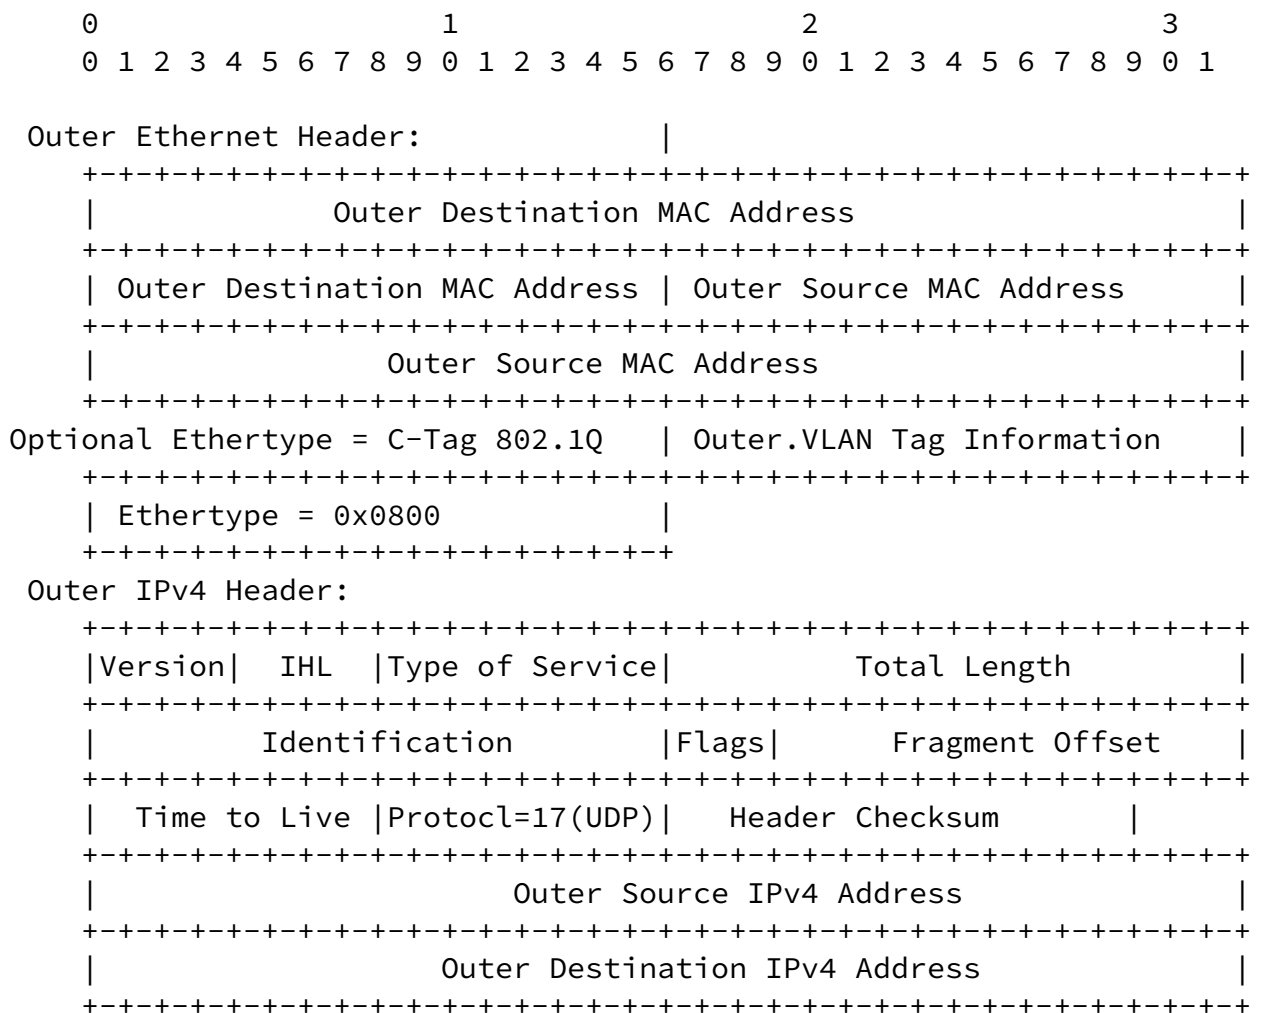 0                   1                   2                   3
    0 1 2 3 4 5 6 7 8 9 0 1 2 3 4 5 6 7 8 9 0 1 2 3 4 5 6 7 8 9 0 1

 Outer Ethernet Header:             |
    +-+-+-+-+-+-+-+-+-+-+-+-+-+-+-+-+-+-+-+-+-+-+-+-+-+-+-+-+-+-+-+-+
    |             Outer Destination MAC Address                     |
    +-+-+-+-+-+-+-+-+-+-+-+-+-+-+-+-+-+-+-+-+-+-+-+-+-+-+-+-+-+-+-+-+
    | Outer Destination MAC Address | Outer Source MAC Address      |
    +-+-+-+-+-+-+-+-+-+-+-+-+-+-+-+-+-+-+-+-+-+-+-+-+-+-+-+-+-+-+-+-+
    |                Outer Source MAC Address                       |
    +-+-+-+-+-+-+-+-+-+-+-+-+-+-+-+-+-+-+-+-+-+-+-+-+-+-+-+-+-+-+-+-+
Optional Ethertype = C-Tag 802.1Q   | Outer.VLAN Tag Information    |
    +-+-+-+-+-+-+-+-+-+-+-+-+-+-+-+-+-+-+-+-+-+-+-+-+-+-+-+-+-+-+-+-+
    | Ethertype = 0x0800            |
    +-+-+-+-+-+-+-+-+-+-+-+-+-+-+-+-+
 Outer IPv4 Header:
    +-+-+-+-+-+-+-+-+-+-+-+-+-+-+-+-+-+-+-+-+-+-+-+-+-+-+-+-+-+-+-+-+
    |Version|  IHL  |Type of Service|          Total Length         |
    +-+-+-+-+-+-+-+-+-+-+-+-+-+-+-+-+-+-+-+-+-+-+-+-+-+-+-+-+-+-+-+-+
    |         Identification        |Flags|      Fragment Offset    |
    +-+-+-+-+-+-+-+-+-+-+-+-+-+-+-+-+-+-+-+-+-+-+-+-+-+-+-+-+-+-+-+-+
    |  Time to Live |Protocl=17(UDP)|   Header Checksum       |
    +-+-+-+-+-+-+-+-+-+-+-+-+-+-+-+-+-+-+-+-+-+-+-+-+-+-+-+-+-+-+-+-+
    |                       Outer Source IPv4 Address               |
    +-+-+-+-+-+-+-+-+-+-+-+-+-+-+-+-+-+-+-+-+-+-+-+-+-+-+-+-+-+-+-+-+
    |                   Outer Destination IPv4 Address              |
    +-+-+-+-+-+-+-+-+-+-+-+-+-+-+-+-+-+-+-+-+-+-+-+-+-+-+-+-+-+-+-+-+